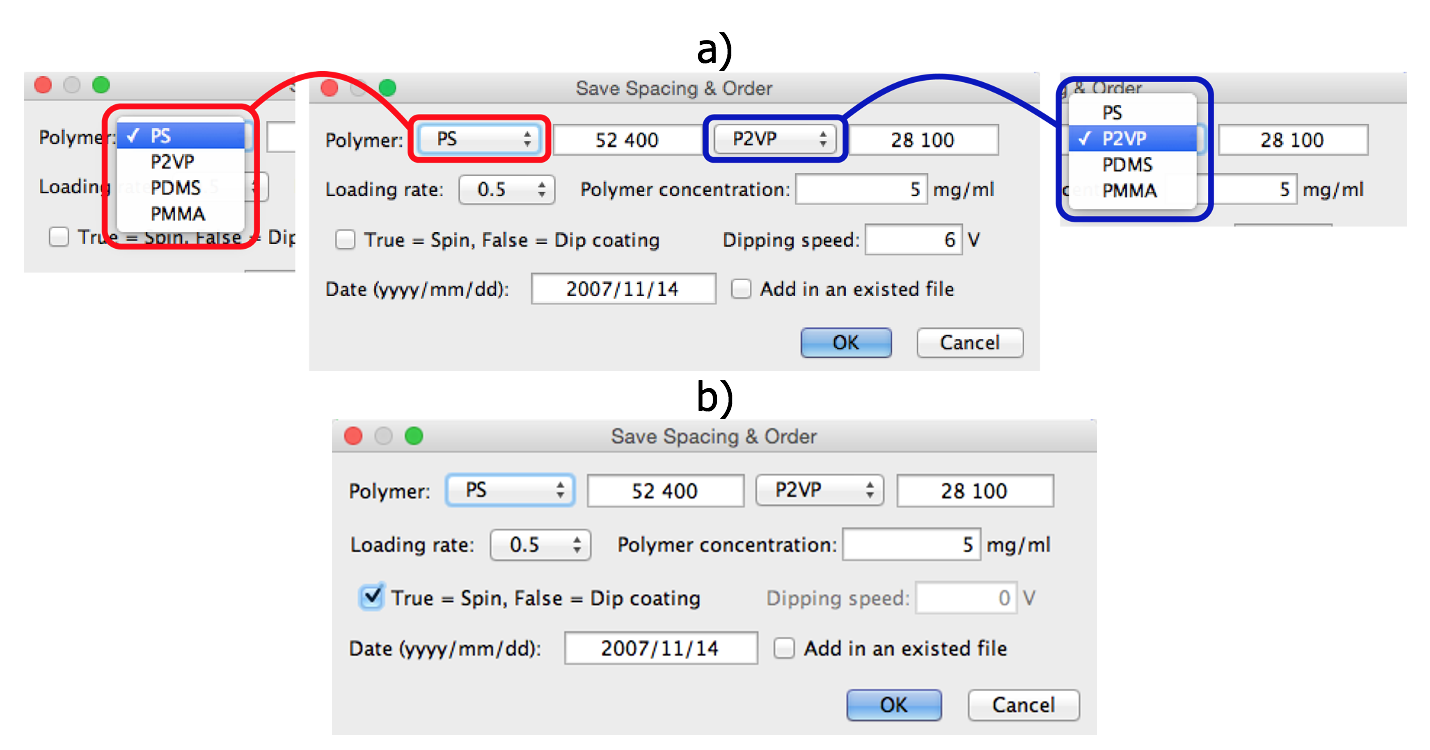 a)
Save Spacing & Order
Polymer: PS 52 400 P2VP 28 100
Loading rate: 0.5 Polymer concentration: 5 mg/ml
True = Spin, False = Dip coating Dipping speed: 6 V
Date (yyyy/mm/dd): 2007/11/14 Add in an existed file
OK Cancel
Polymer: ✓ PS
P2VP
Loading PDMS
PMMA
True = Spin, False = Dip
& Order
PS
✓ P2VP 28 100
PDMS
PMMA 5 mg/ml
b)
Save Spacing & Order
Polymer: PS 52 400 P2VP 28 100
Loading rate: 0.5 Polymer concentration: 5 mg/ml
True = Spin, False = Dip coating Dipping speed: 0 V
Date (yyyy/mm/dd): 2007/11/14 Add in an existed file
OK Cancel